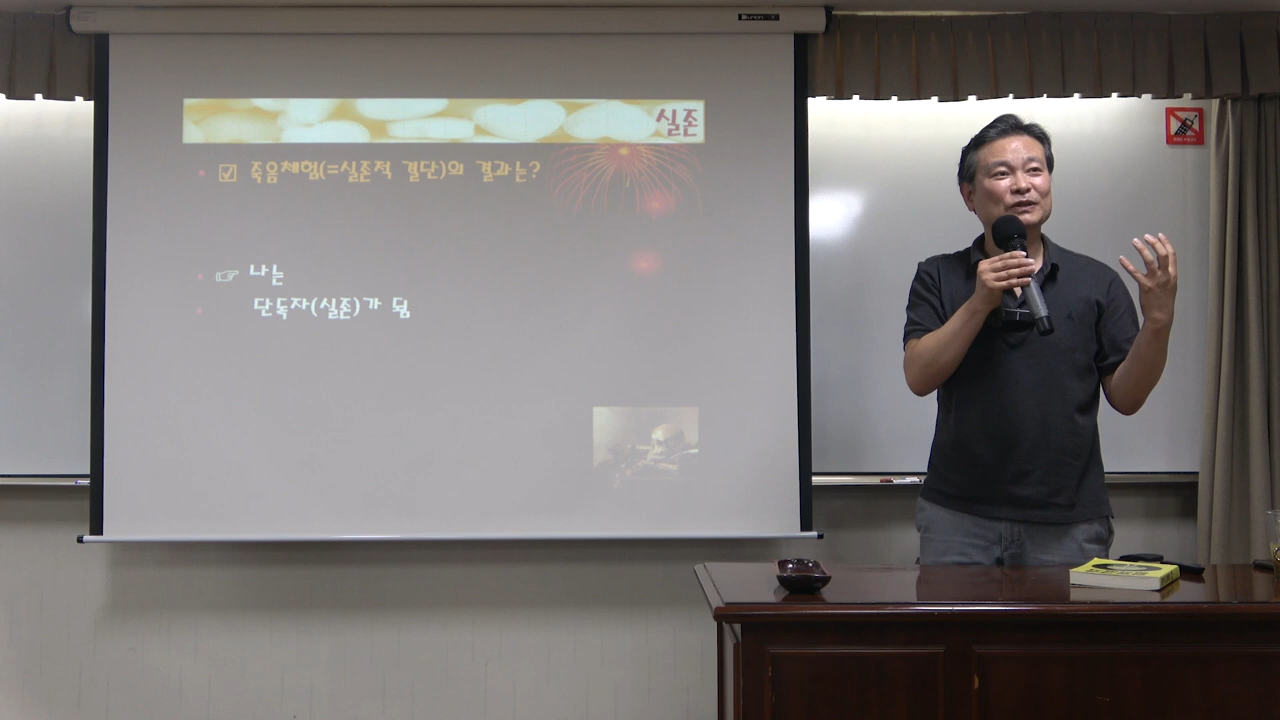 실존
☑ 죽음체험(=실존적 결단)의 결과는?
☞ 나는
단독자(실존)가 됨